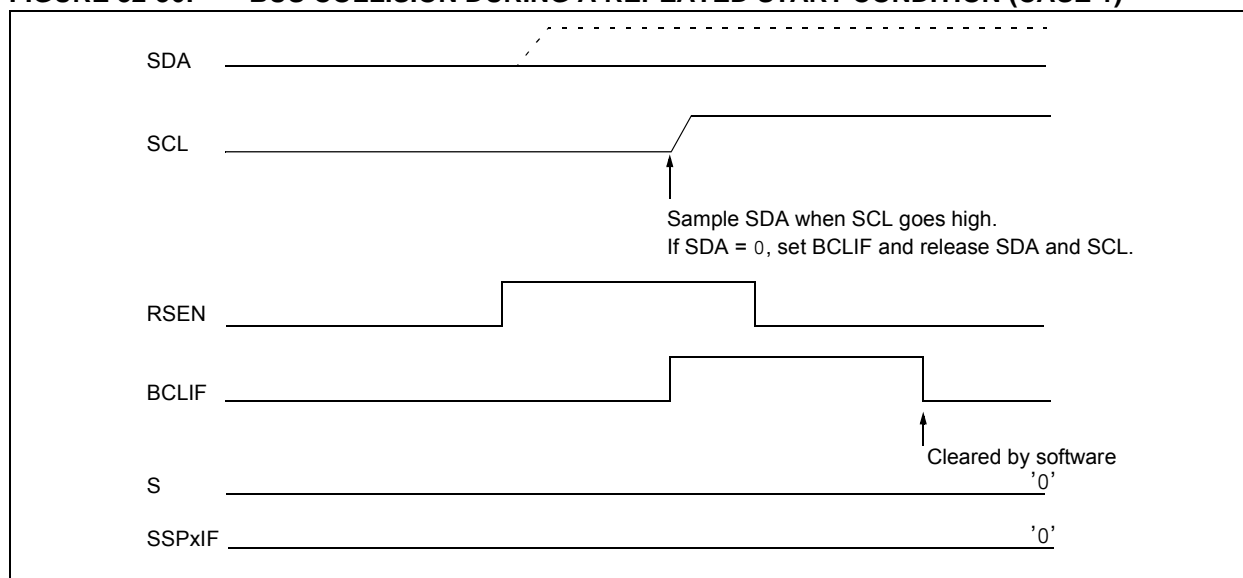 SDA
SCL
Sample SDA when SCL goes high.
If SDA = 0, set BCLIF and release SDA and SCL.
RSEN
BCLIF
Cleared by software
S
'0'
SSPxIF
'0'